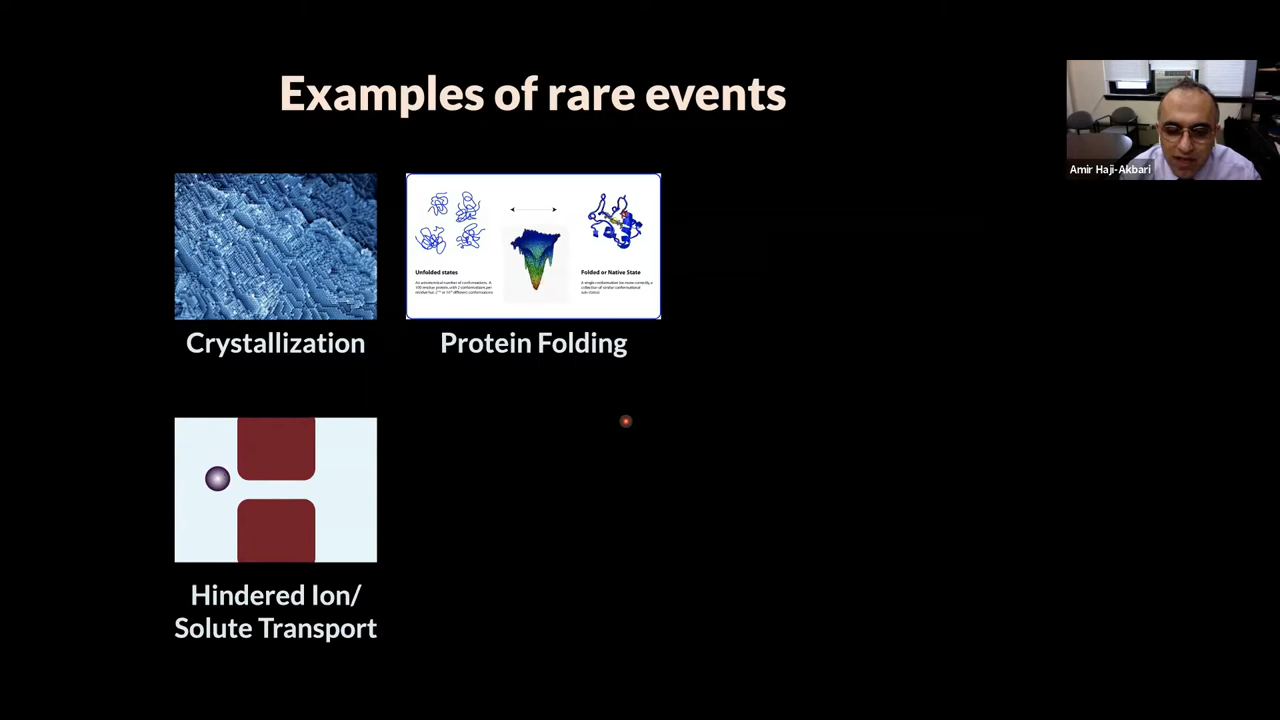 Examples of rare events
Amir Haji-Akbari
Unfolded states
Folded or Native State
Crystallization
Protein Folding
Hindered Ion/
Solute Transport